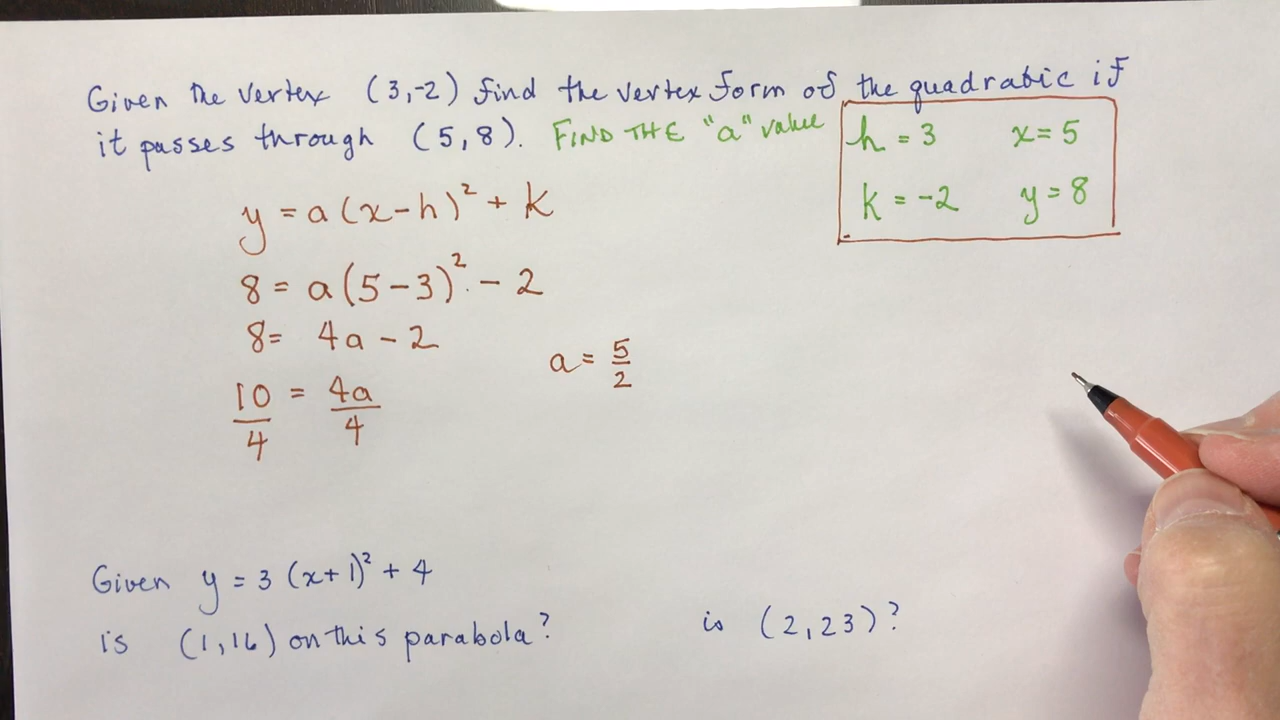 Given the vertex (3,-2) find the vertex form of the quadratic if
it passes through (5,8). FIND THE "a" value
h = 3 x = 5
k = -2 y = 8
y = a(x-h)² + k
8 = a(5-3)² - 2
8 = 4a - 2
10/4 = 4a/4
a = 5/2
Given y = 3(x+1)² + 4
is (1,16) on this parabola? is (2,23)?